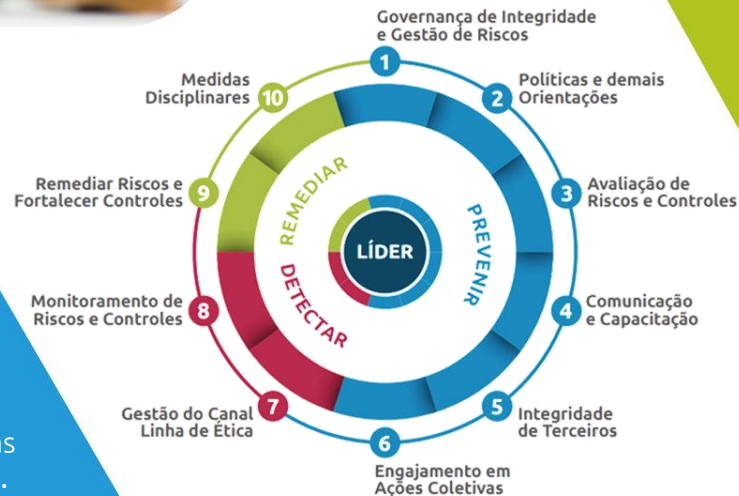 Governança de Integridade
e Gestão de Riscos
1
2
Políticas e demais
Orientações
3
Avaliação de
Riscos e Controles
4
Comunicação
e Capacitação
5
Integridade
de Terceiros
6
Engajamento em
Ações Coletivas
7
Gestão do Canal
Linha de Ética
8
Monitoramento de
Riscos e Controles
9
Remediar Riscos e
Fortalecer Controles
10
Medidas
Disciplinares
PREVENIR
DETECTAR
REMEDIAR
LÍDER